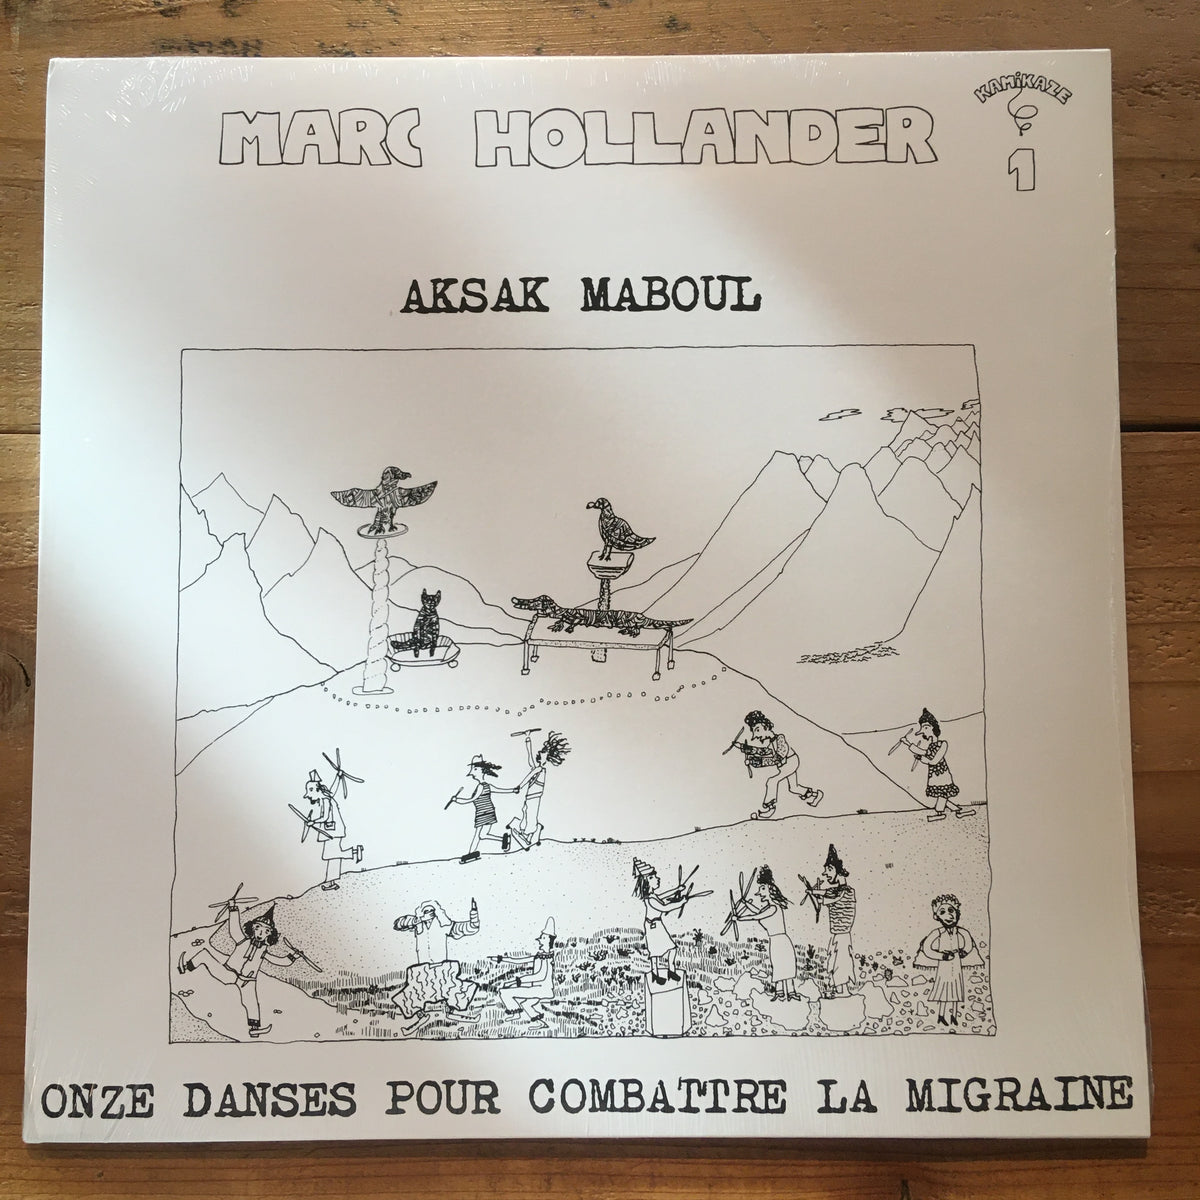 MARC HOLLANDER
KAMiKAZE
1
AKSAK MABOUL
ONZE DANSES POUR COMBATTRE LA MIGRAINE